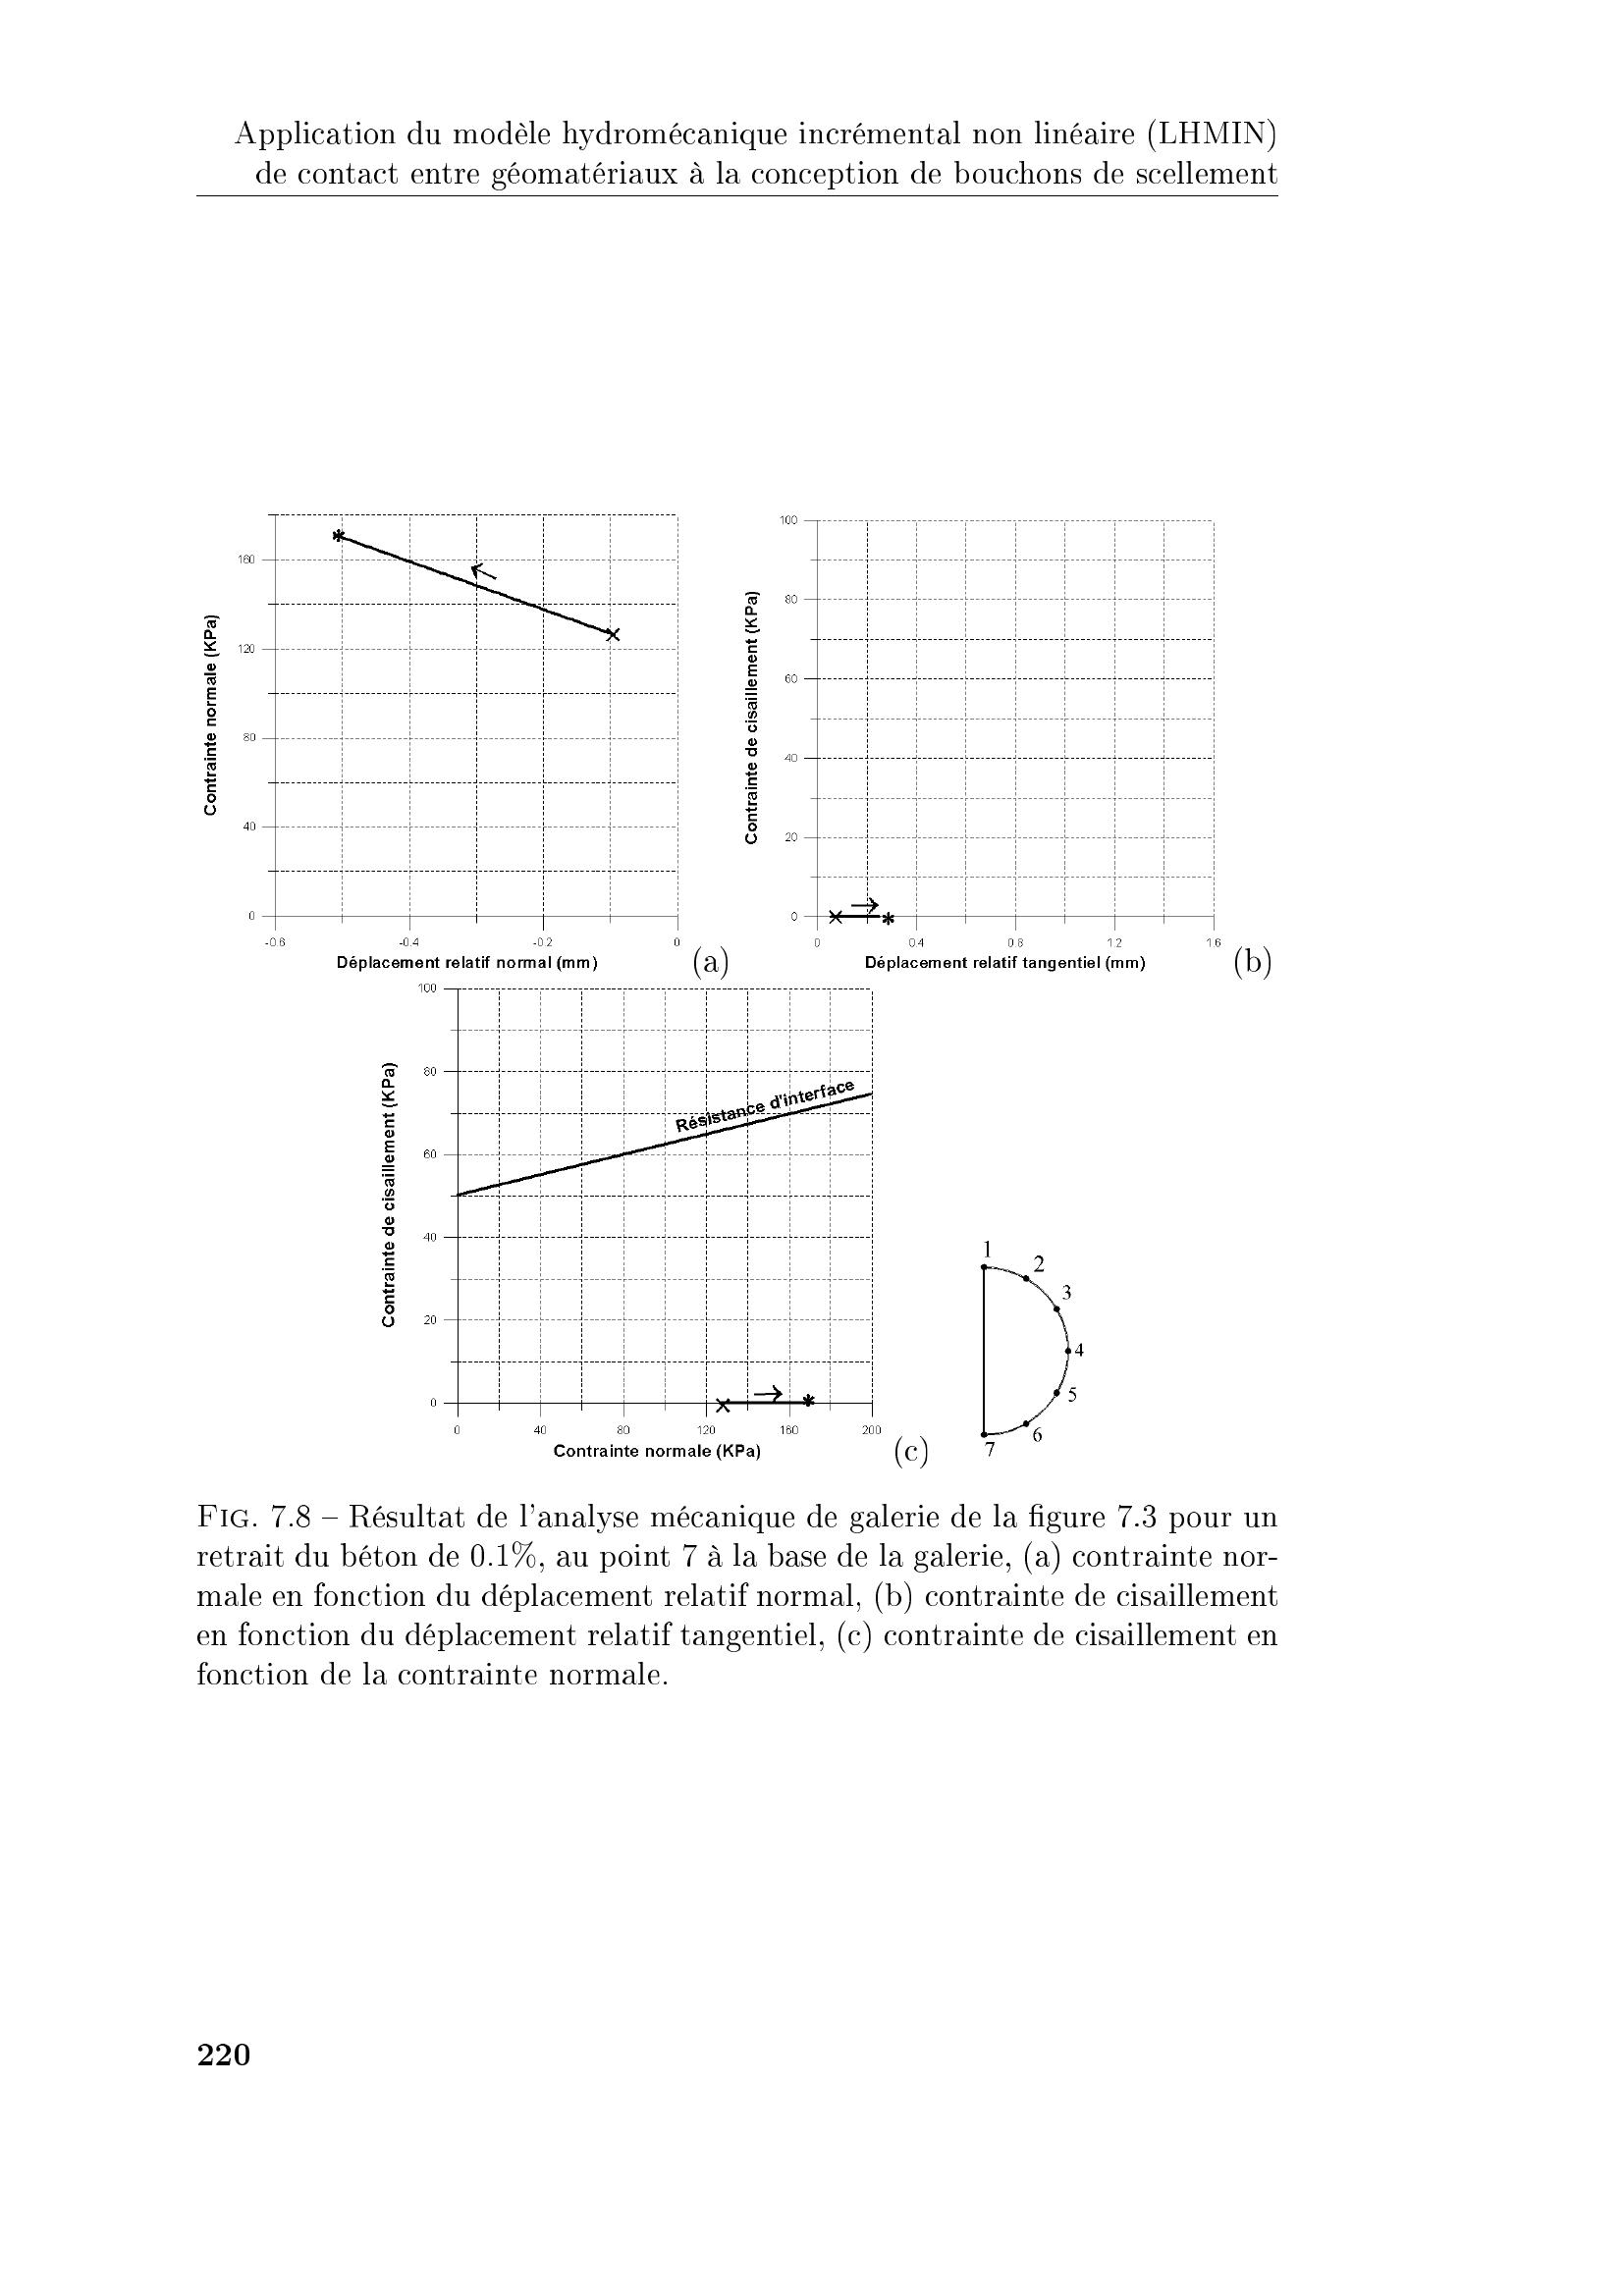 Application du modèle hydromécanique incrémental non linéaire (LHMIN)
de contact entre géomatériaux à la conception de bouchons de scellement
160
120
80
40
0
-0.6
-0.4
-0.2
0
Contrainte normale (KPa)
Déplacement relatif normal (mm)
(a)
100
80
60
40
20
0
0
0.4
0.8
1.2
1.6
Contrainte de cisaillement (KPa)
Déplacement relatif tangentiel (mm)
(b)
100
80
60
40
20
0
0
40
80
120
160
200
Contrainte de cisaillement (KPa)
Résistance d'interface
Contrainte normale (KPa)
(c)
1
2
3
4
5
6
7
FIG. 7.8 – Résultat de l'analyse mécanique de galerie de la figure 7.3 pour un
retrait du béton de 0.1%, au point 7 à la base de la galerie, (a) contrainte nor-
male en fonction du déplacement relatif normal, (b) contrainte de cisaillement
en fonction du déplacement relatif tangentiel, (c) contrainte de cisaillement en
fonction de la contrainte normale.
220